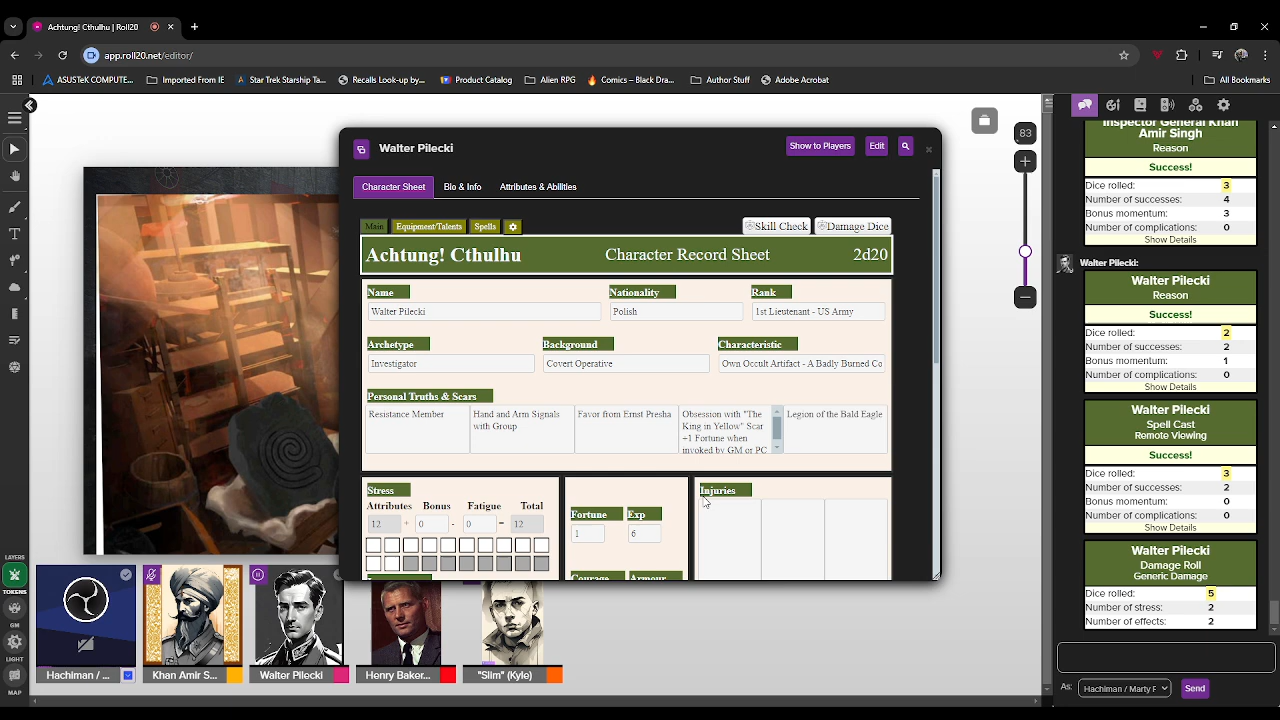 Achtung! Cthulhu | Roll20
app.roll20.net/editor/
ASUSTeK COMPUTE...
Imported From IE
Star Trek Starship Ta...
Recalls Look-up by...
Product Catalog
Alien RPG
Comics – Black Dra...
Author Stuff
Adobe Acrobat
All Bookmarks
83
Walter Pilecki
Show to Players
Edit
Character Sheet
Bio & Info
Attributes & Abilities
Main
Equipment/Talents
Spells
Skill Check
Damage Dice
Achtung! Cthulhu
Character Record Sheet
2d20
Name
Nationality
Rank
Walter Pilecki
Polish
1st Lieutenant - US Army
Archetype
Background
Characteristic
Investigator
Covert Operative
Own Occult Artifact - A Badly Burned Co
Personal Truths & Scars
Resistance Member
Hand and Arm Signals
with Group
Favor from Ernst Presha
Obsession with "The
King in Yellow" Scar
+1 Fortune when
invoked by GM or PC
Legion of the Bald Eagle
Stress
Attributes Bonus Fatigue Total
12 + 0 - 0 = 12
Fortune
Exp
1
6
Courage
Armour
Injuries
LAYERS
TOKENS
GM
LIGHT
MAP
Hachiman / ...
Khan Amir S...
Walter Pilecki
Henry Baker...
"Slim" (Kyle)
Inspector General Khan
Amir Singh
Reason
Success!
Dice rolled: 3
Number of successes: 4
Bonus momentum: 3
Number of complications: 0
Show Details
Walter Pilecki:
Walter Pilecki
Reason
Success!
Dice rolled: 2
Number of successes: 2
Bonus momentum: 1
Number of complications: 0
Show Details
Walter Pilecki
Spell Cast
Remote Viewing
Success!
Dice rolled: 3
Number of successes: 2
Bonus momentum: 0
Number of complications: 0
Show Details
Walter Pilecki
Damage Roll
Generic Damage
Dice rolled: 5
Number of stress: 2
Number of effects: 2
As:
Hachiman / Marty F
Send